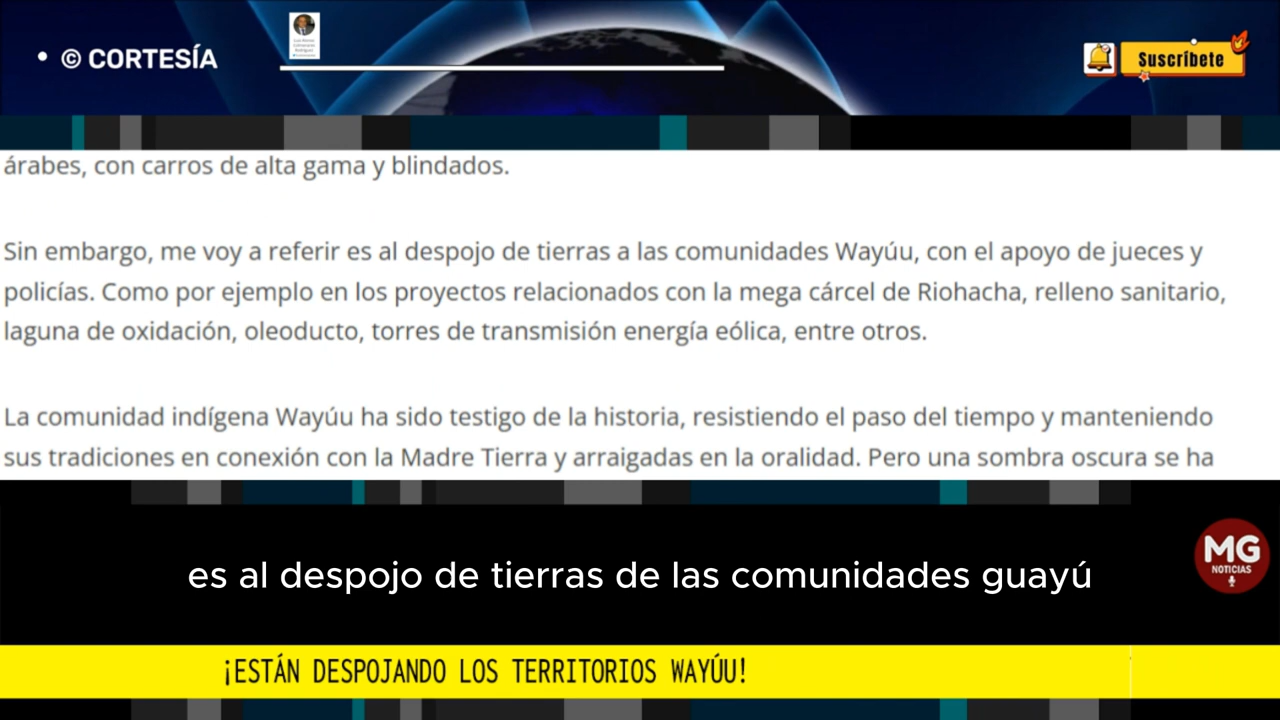 • © CORTESÍA
Suscríbete
árabes, con carros de alta gama y blindados.
Sin embargo, me voy a referir es al despojo de tierras a las comunidades Wayúu, con el apoyo de jueces y
policías. Como por ejemplo en los proyectos relacionados con la mega cárcel de Riohacha, relleno sanitario,
laguna de oxidación, oleoducto, torres de transmisión energía eólica, entre otros.
La comunidad indígena Wayúu ha sido testigo de la historia, resistiendo el paso del tiempo y manteniendo
sus tradiciones en conexión con la Madre Tierra y arraigadas en la oralidad. Pero una sombra oscura se ha
MG
NOTICIAS
es al despojo de tierras de las comunidades guayú
¡ESTÁN DESPOJANDO LOS TERRITORIOS WAYÚU!